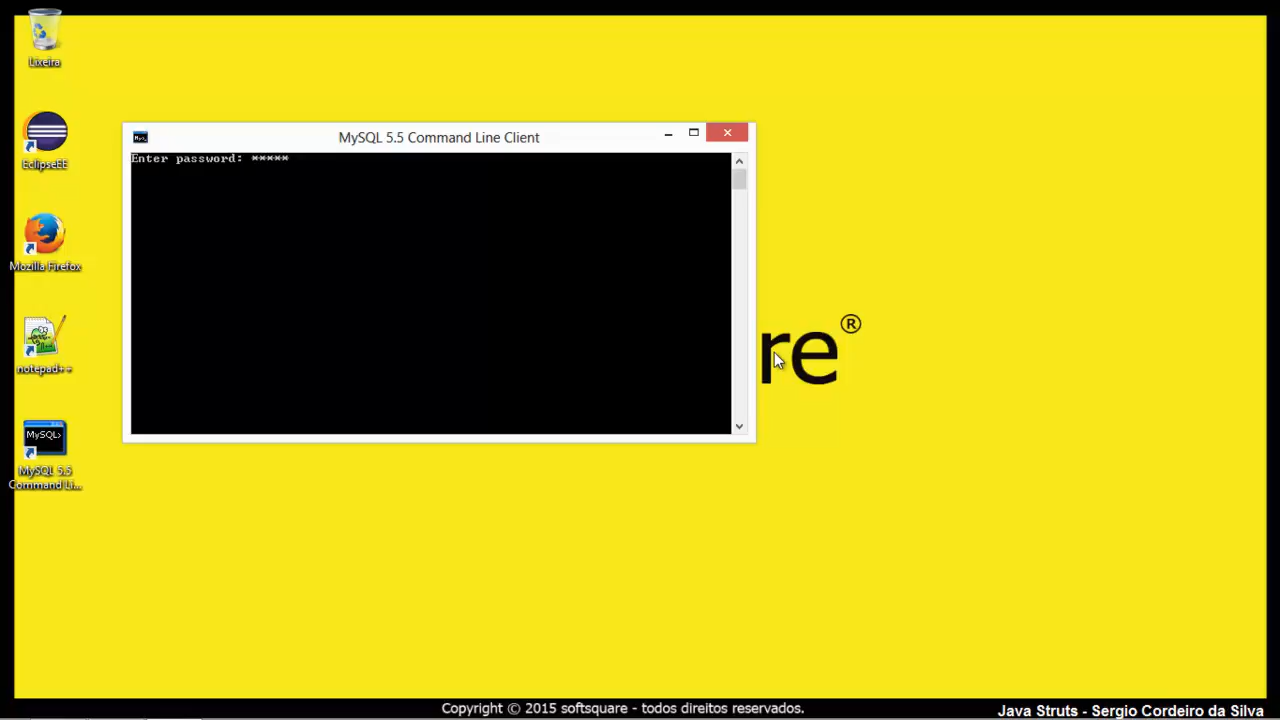 Lixeira
EclipseEE
Mozilla Firefox
notepad++
MySQL>
MySQL 5.5
Command Li...
MySQL 5.5 Command Line Client
Enter password: *****
re®
Copyright © 2015 softsquare - todos direitos reservados.
Java Struts - Sergio Cordeiro da Silva